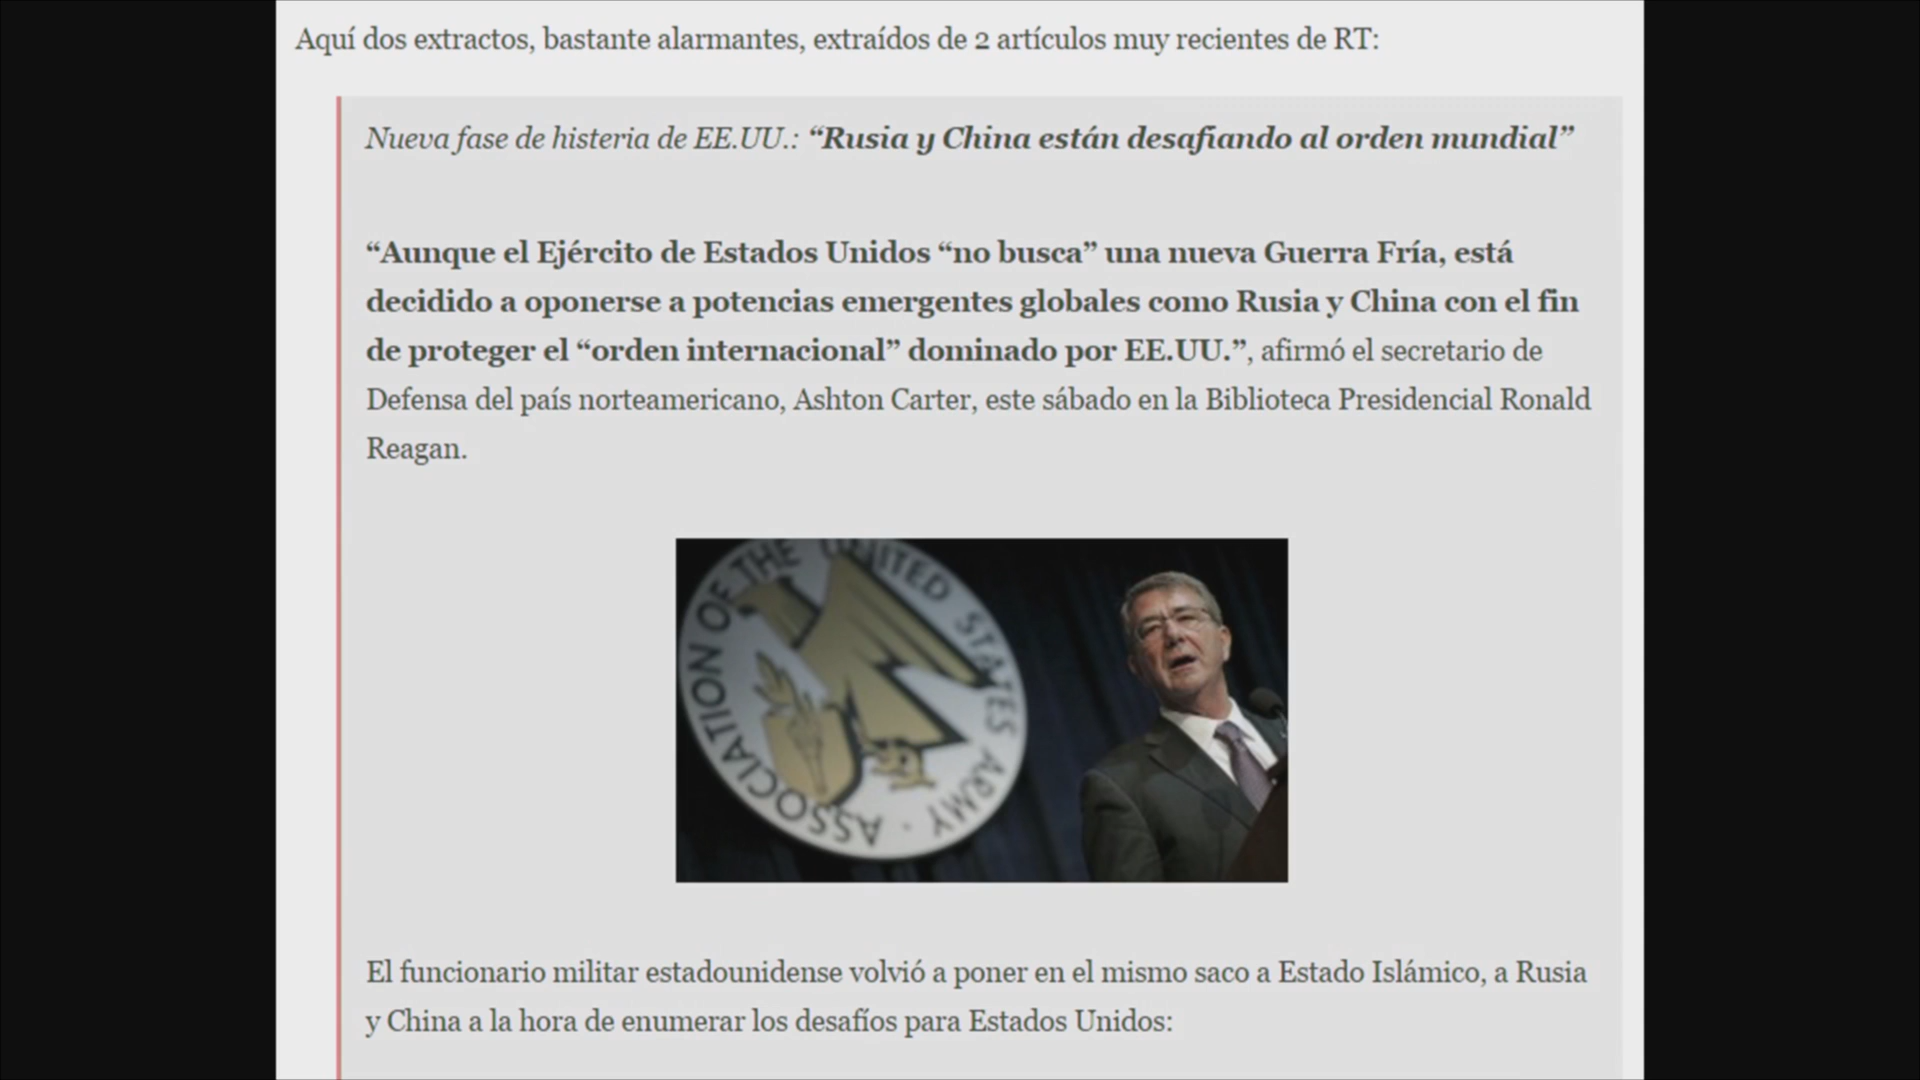 Aquí dos extractos, bastante alarmantes, extraídos de 2 artículos muy recientes de RT:
Nueva fase de histeria de EE.UU.: “Rusia y China están desafiando al orden mundial”
“Aunque el Ejército de Estados Unidos “no busca” una nueva Guerra Fría, está
decidido a oponerse a potencias emergentes globales como Rusia y China con el fin
de proteger el “orden internacional” dominado por EE.UU.”, afirmó el secretario de
Defensa del país norteamericano, Ashton Carter, este sábado en la Biblioteca Presidencial Ronald
Reagan.
ASSOCIATION OF THE UNITED STATES ARMY ·
El funcionario militar estadounidense volvió a poner en el mismo saco a Estado Islámico, a Rusia
y China a la hora de enumerar los desafíos para Estados Unidos: